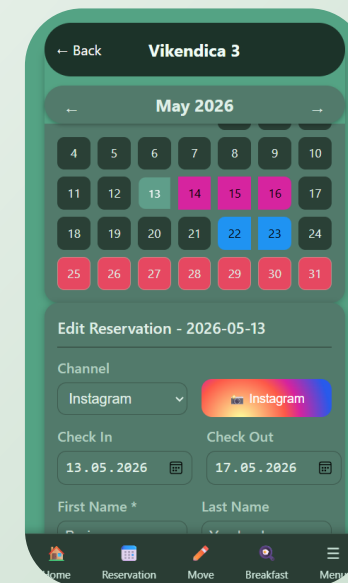 ← Back Vikendica 3
← May 2026 →
4 5 6 7 8 9 10
11 12 13 14 15 16 17
18 19 20 21 22 23 24
25 26 27 28 29 30 31
Edit Reservation - 2026-05-13
Channel
Instagram Instagram
Check In Check Out
13.05.2026 17.05.2026
First Name * Last Name
Home Reservation Move Breakfast Menu